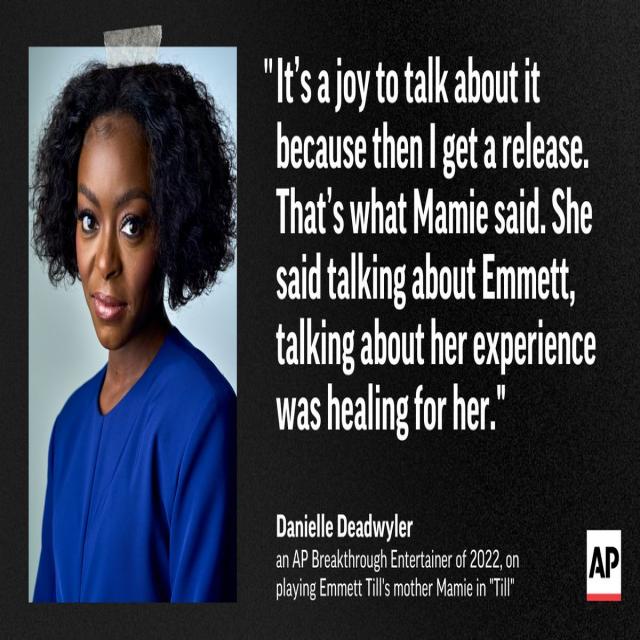 "It's a joy to talk about it
because then I get a release.
That's what Mamie said. She
said talking about Emmett,
talking about her experience
was healing for her."
Danielle Deadwyler
an AP Breakthrough Entertainer of 2022, on
playing Emmett Till's mother Mamie in "Till"
AP